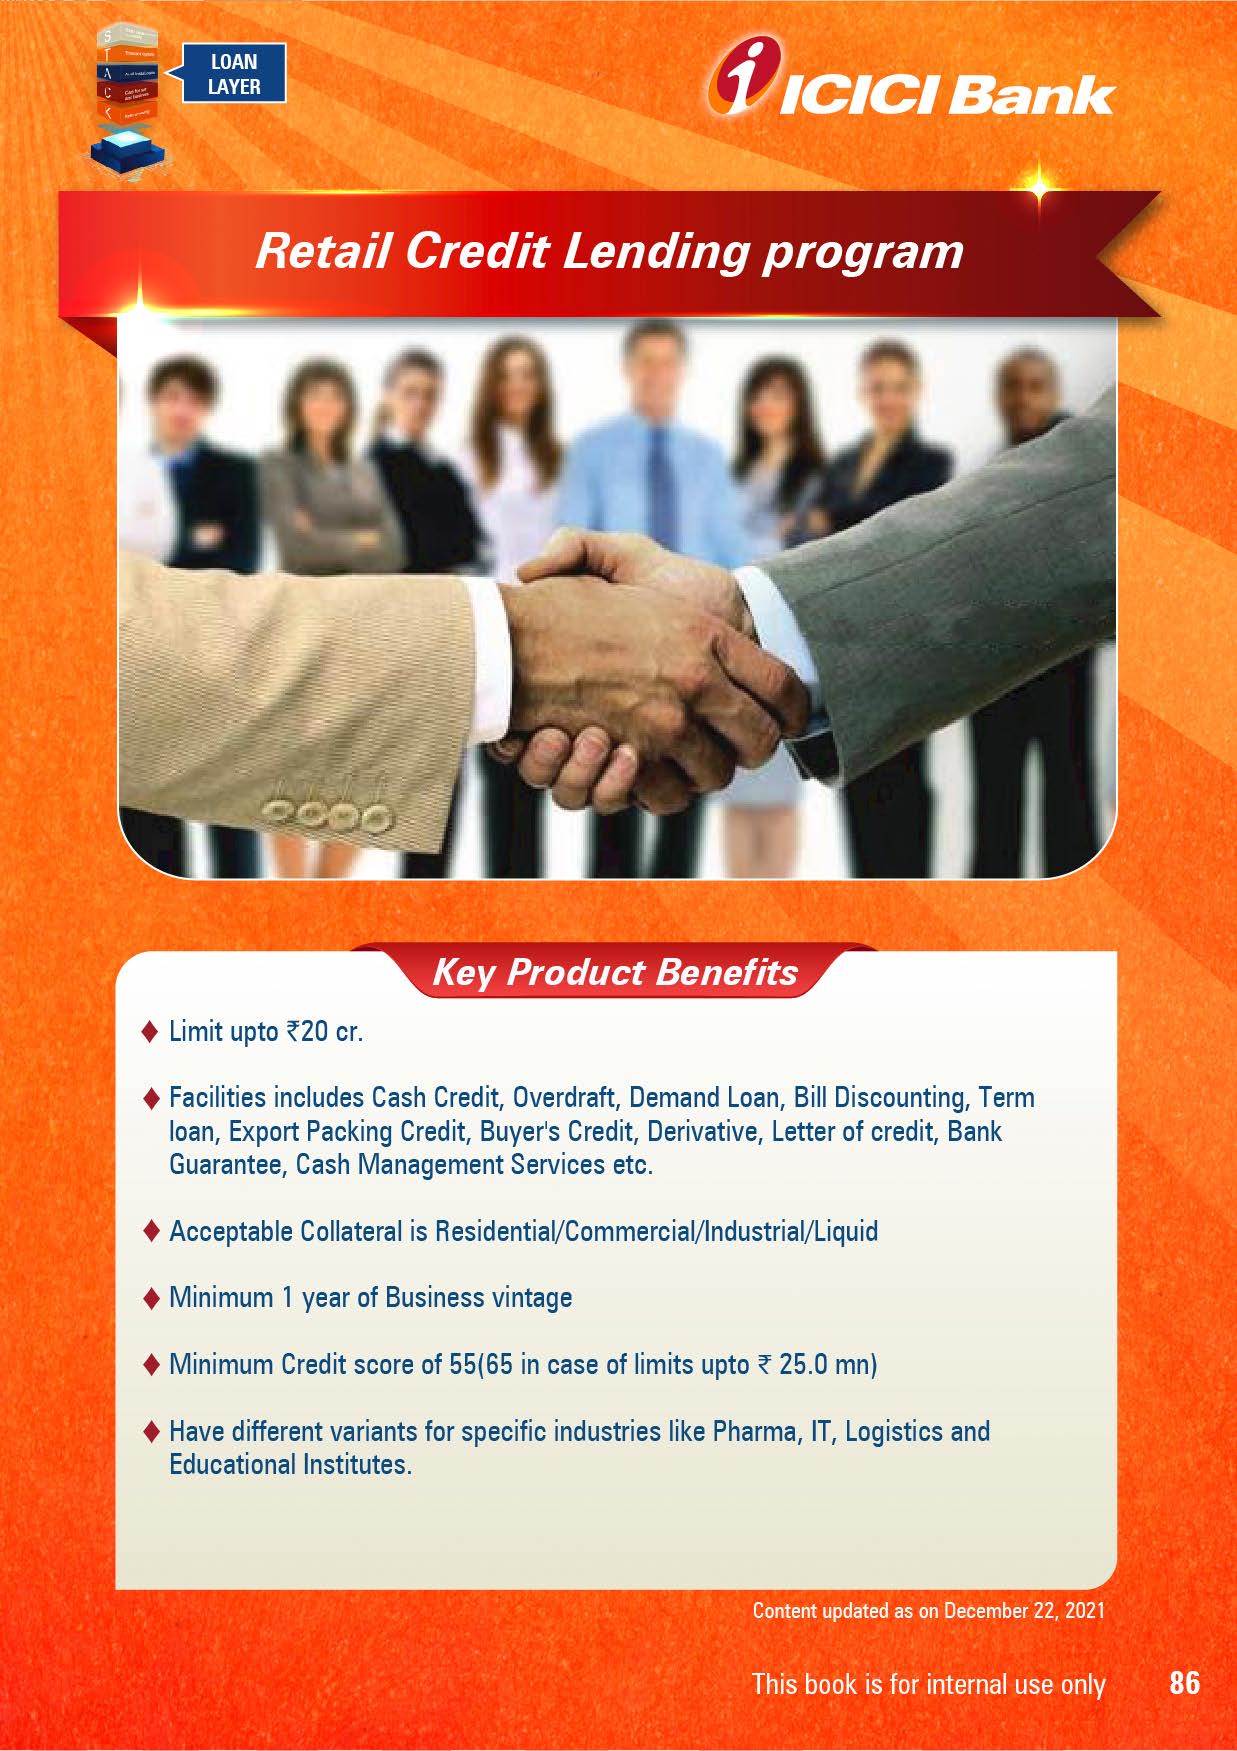 S
T
A
C
K
LOAN
LAYER
ICICI Bank
Retail Credit Lending program
Key Product Benefits
♦ Limit upto ₹20 cr.
♦ Facilities includes Cash Credit, Overdraft, Demand Loan, Bill Discounting, Term
loan, Export Packing Credit, Buyer's Credit, Derivative, Letter of credit, Bank
Guarantee, Cash Management Services etc.
♦ Acceptable Collateral is Residential/Commercial/Industrial/Liquid
♦ Minimum 1 year of Business vintage
♦ Minimum Credit score of 55(65 in case of limits upto ₹ 25.0 mn)
♦ Have different variants for specific industries like Pharma, IT, Logistics and
Educational Institutes.
Content updated as on December 22, 2021
This book is for internal use only 86